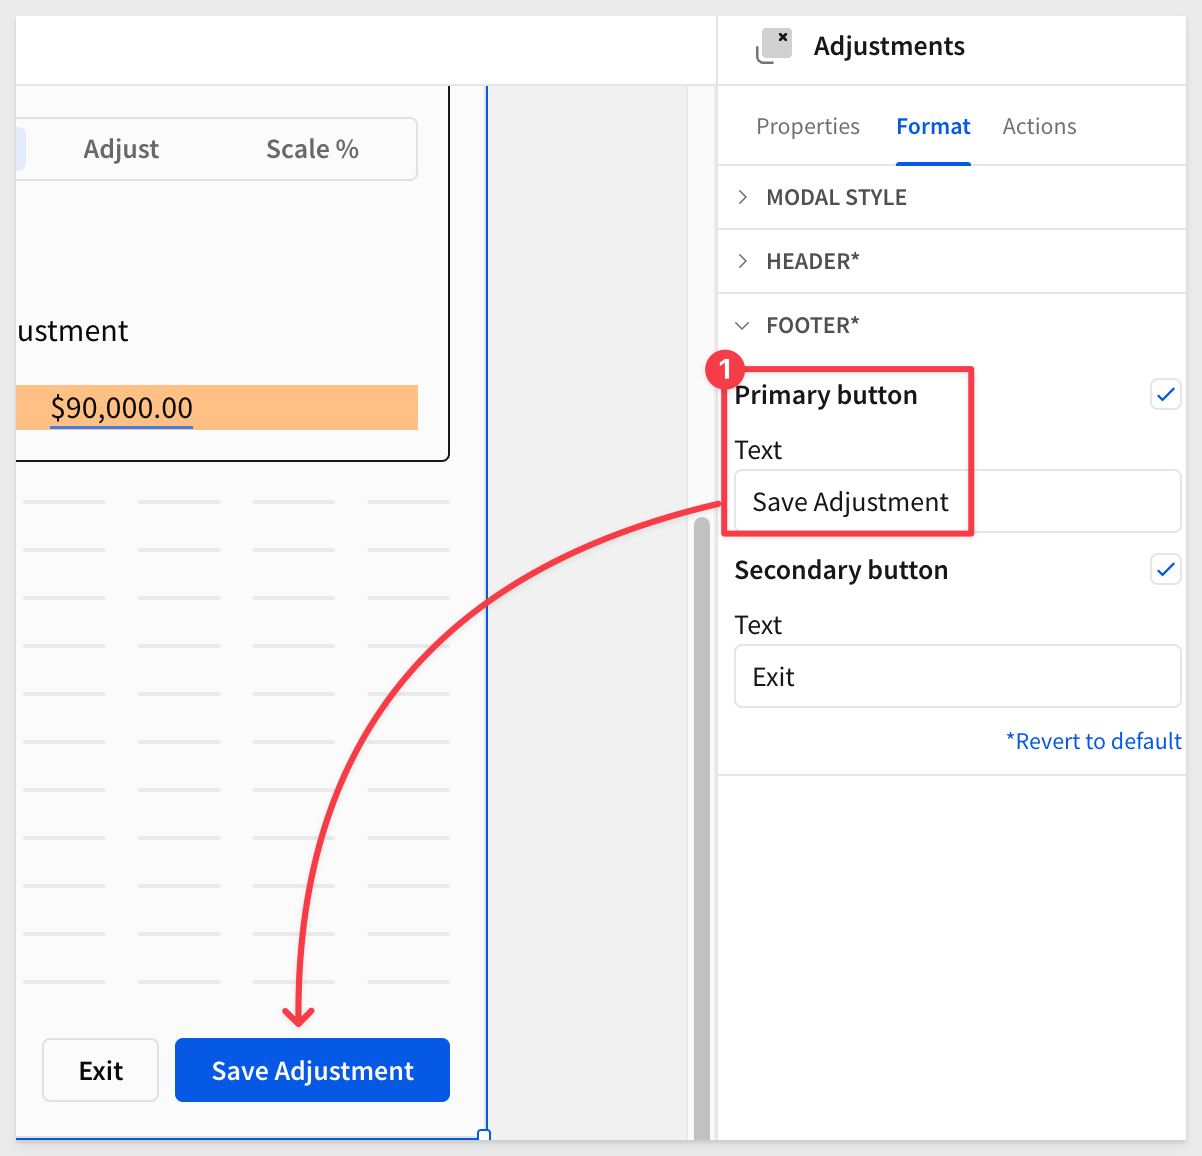 Adjustments
Properties Format Actions
Adjust Scale %
MODAL STYLE
HEADER*
FOOTER*
ustment
1
Primary button
$90,000.00
Text
Save Adjustment
Secondary button
Text
Exit
*Revert to default
Exit Save Adjustment